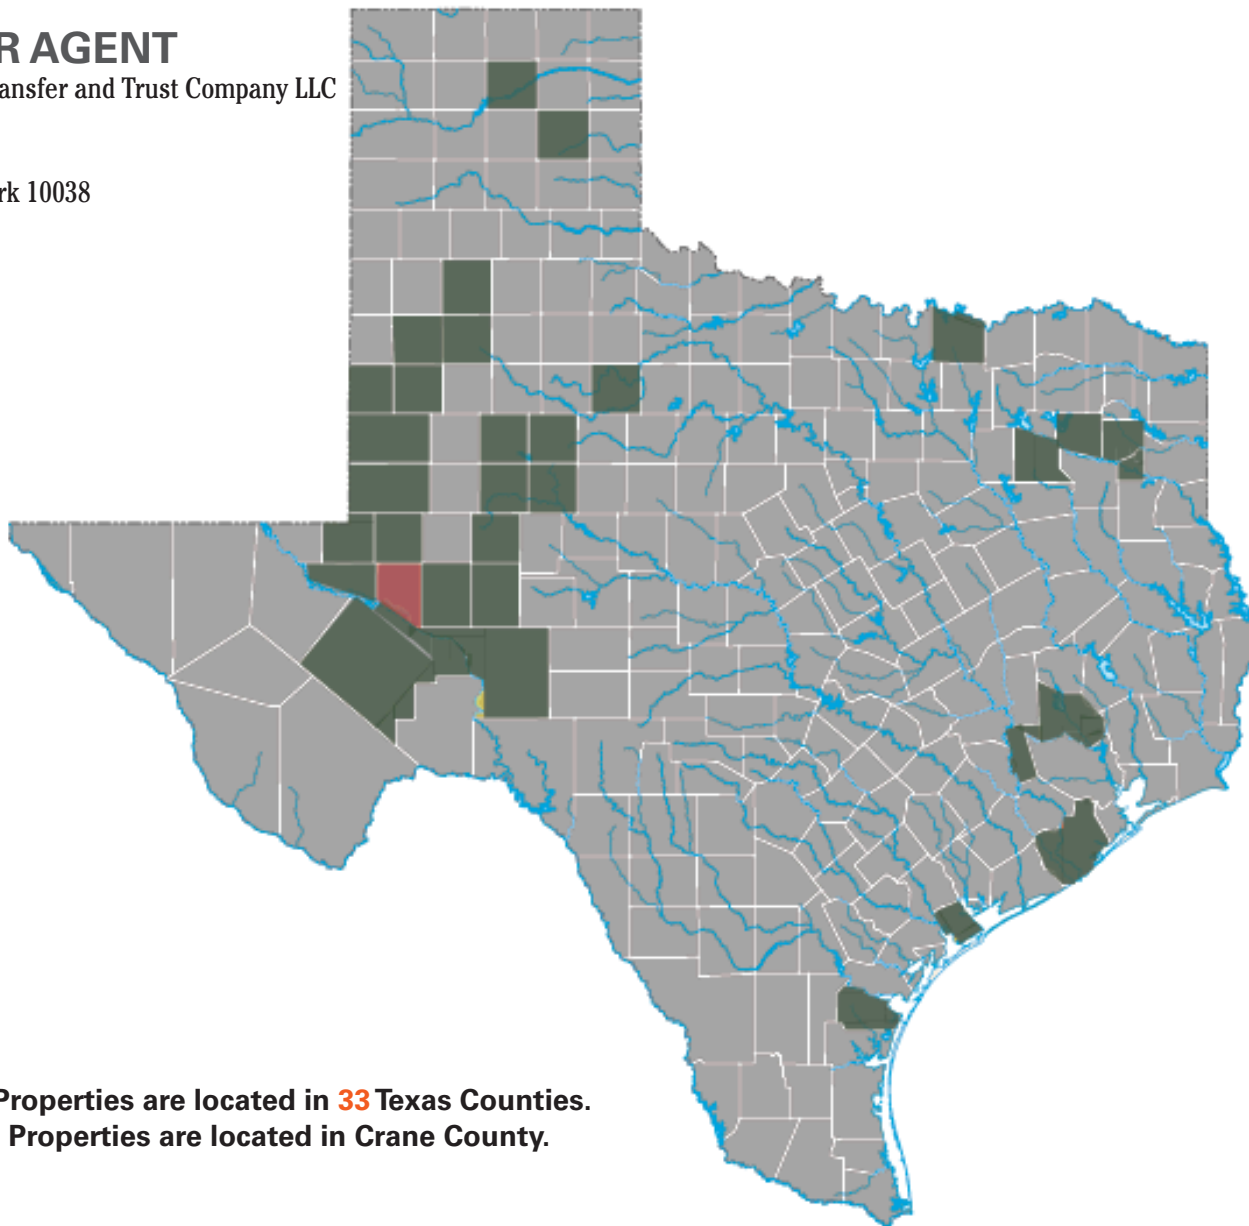 R AGENT
ansfer and Trust Company LLC
rk 10038
Properties are located in 33 Texas Counties.
Properties are located in Crane County.